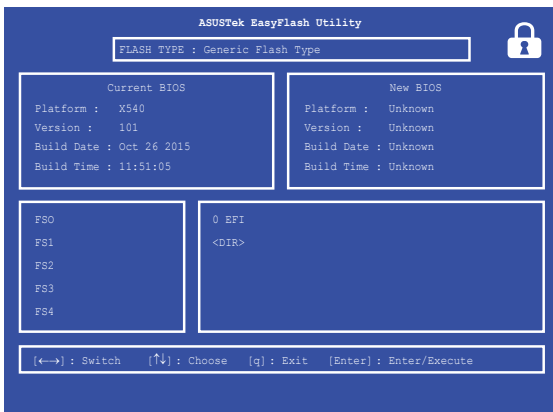 ASUSTek EasyFlash Utility
FLASH TYPE : Generic Flash Type
Current BIOS
Platform : X540
Version : 101
Build Date : Oct 26 2015
Build Time : 11:51:05
New BIOS
Platform : Unknown
Version : Unknown
Build Date : Unknown
Build Time : Unknown
FSO
FS1
FS2
FS3
FS4
0 EFI
<DIR>
[←→] : Switch [↑↓] : Choose [q] : Exit [Enter] : Enter/Execute